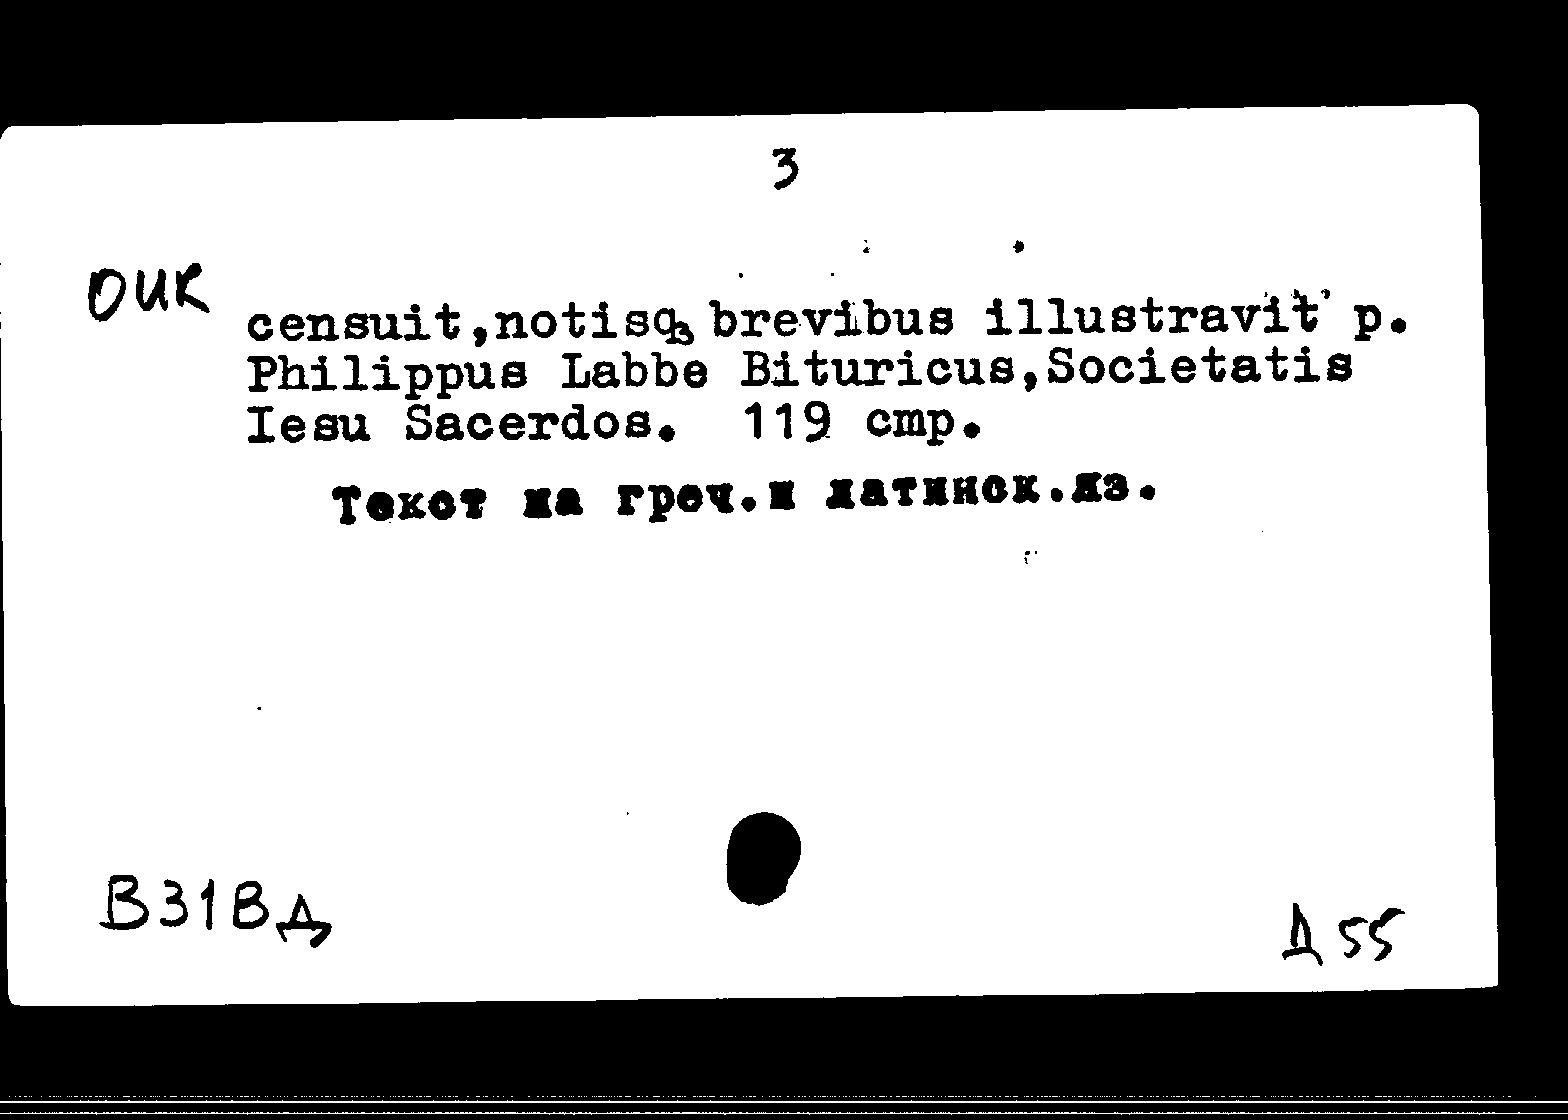 3
ОИК
censuit,notisqꝫ brevibus illustravit p.
Philippus Labbe Bituricus,Societatis
Iesu Sacerdos. 119 стр.
Текст на греч.и латинск.яз.
В31Вд
Д55